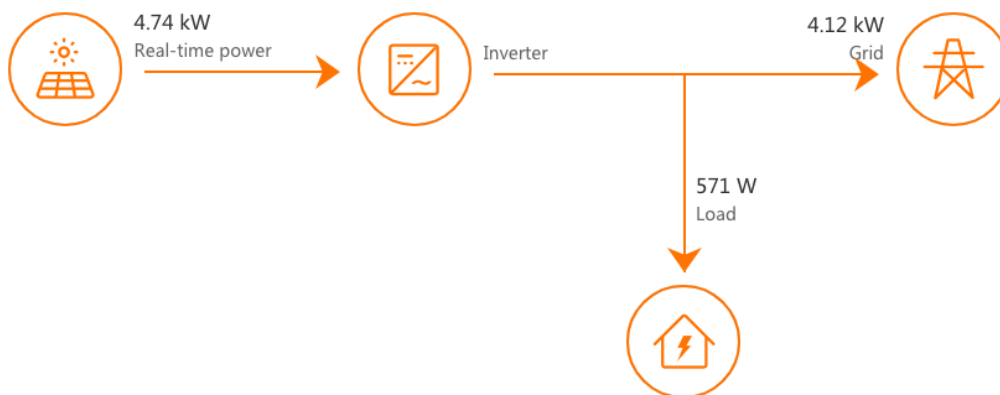 4.74 kW
Real-time power
Inverter
4.12 kW
Grid
571 W
Load